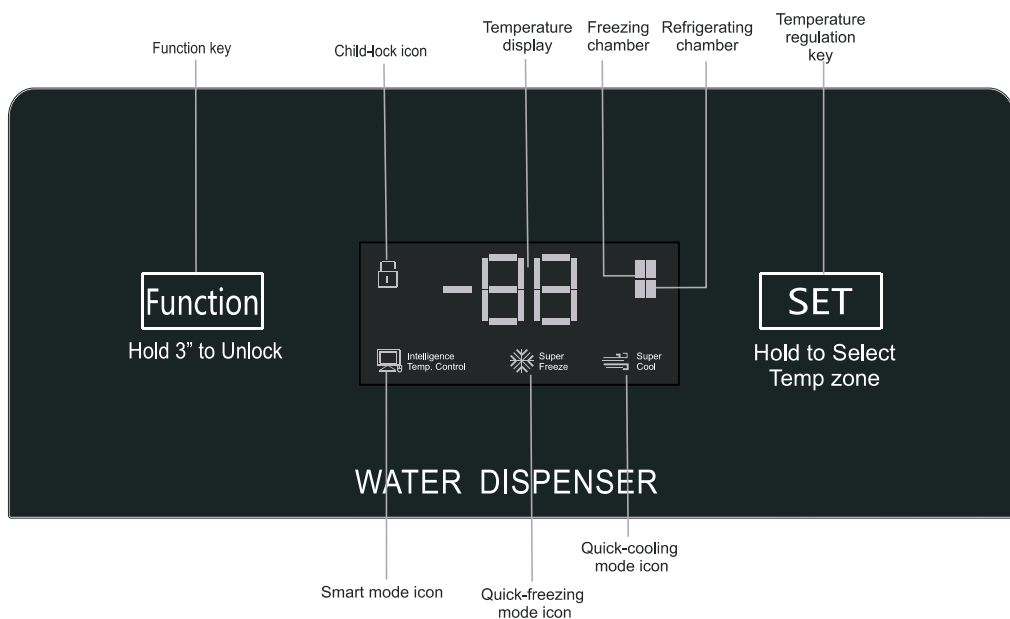 Function key
Child-lock icon
Temperature
display
Freezing
chamber
Refrigerating
chamber
Temperature
regulation
key
Function
Hold 3” to Unlock
-88
SET
Hold to Select
Temp zone
Intelligence
Temp. Control
Super
Freeze
Super
Cool
WATER DISPENSER
Smart mode icon
Quick-freezing
mode icon
Quick-cooling
mode icon